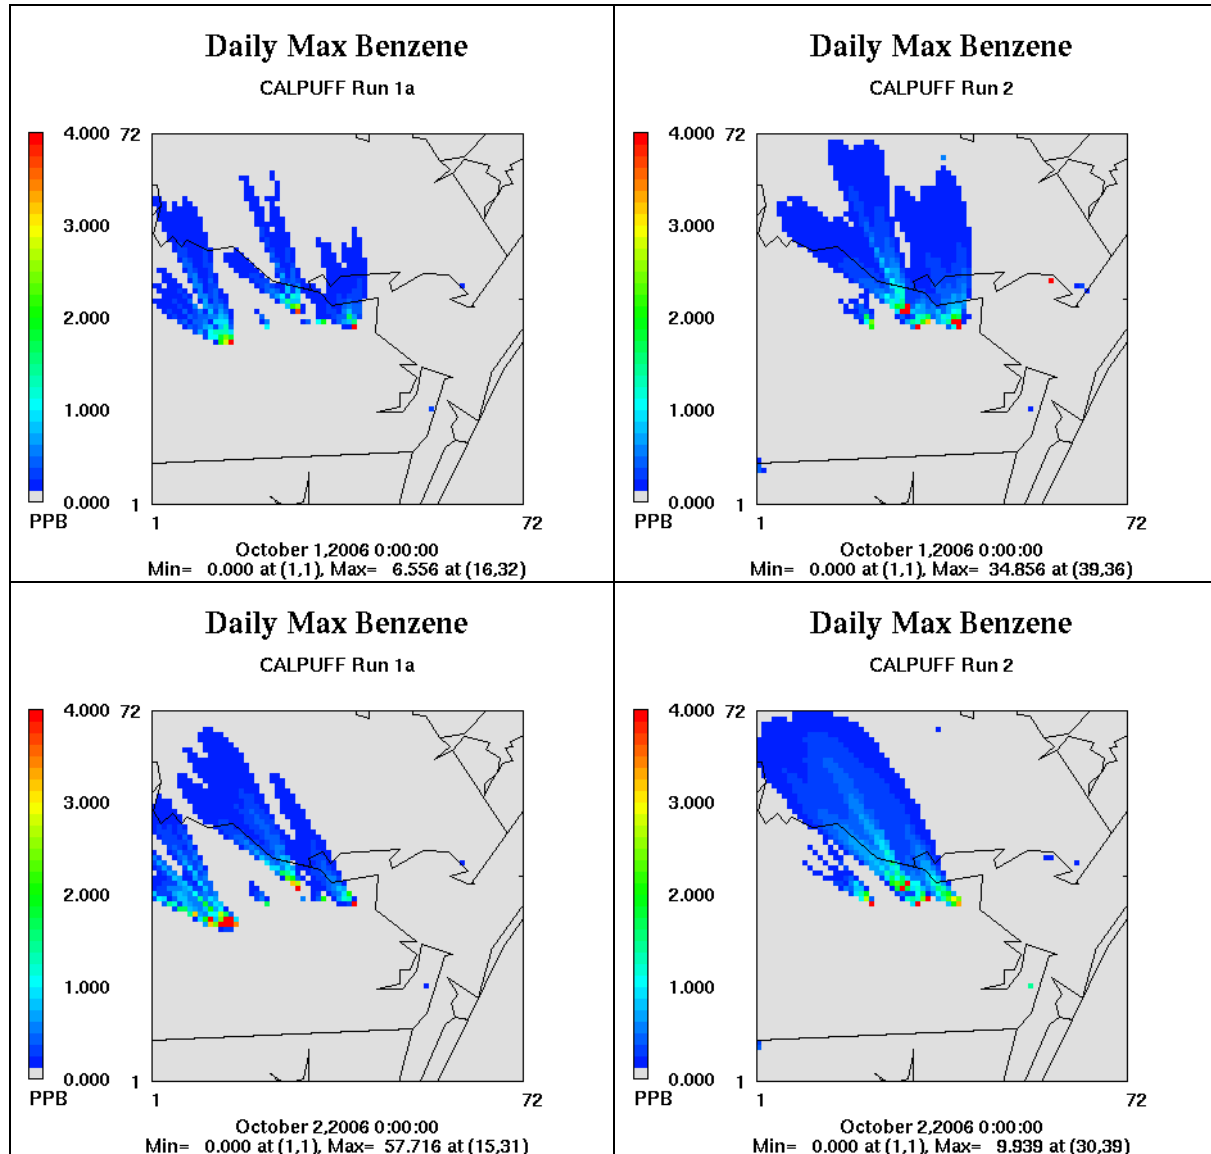 Daily Max Benzene
CALPUFF Run 1a
4.000
3.000
2.000
1.000
0.000
PPB
72
1
1
72
October 1,2006 0:00:00
Min= 0.000 at (1,1), Max= 6.556 at (16,32)
Daily Max Benzene
CALPUFF Run 2
4.000
3.000
2.000
1.000
0.000
PPB
72
1
1
72
October 1,2006 0:00:00
Min= 0.000 at (1,1), Max= 34.856 at (39,36)
Daily Max Benzene
CALPUFF Run 1a
4.000
3.000
2.000
1.000
0.000
PPB
72
1
1
72
October 2,2006 0:00:00
Min= 0.000 at (1,1), Max= 57.716 at (15,31)
Daily Max Benzene
CALPUFF Run 2
4.000
3.000
2.000
1.000
0.000
PPB
72
1
1
72
October 2,2006 0:00:00
Min= 0.000 at (1,1), Max= 9.939 at (30,39)